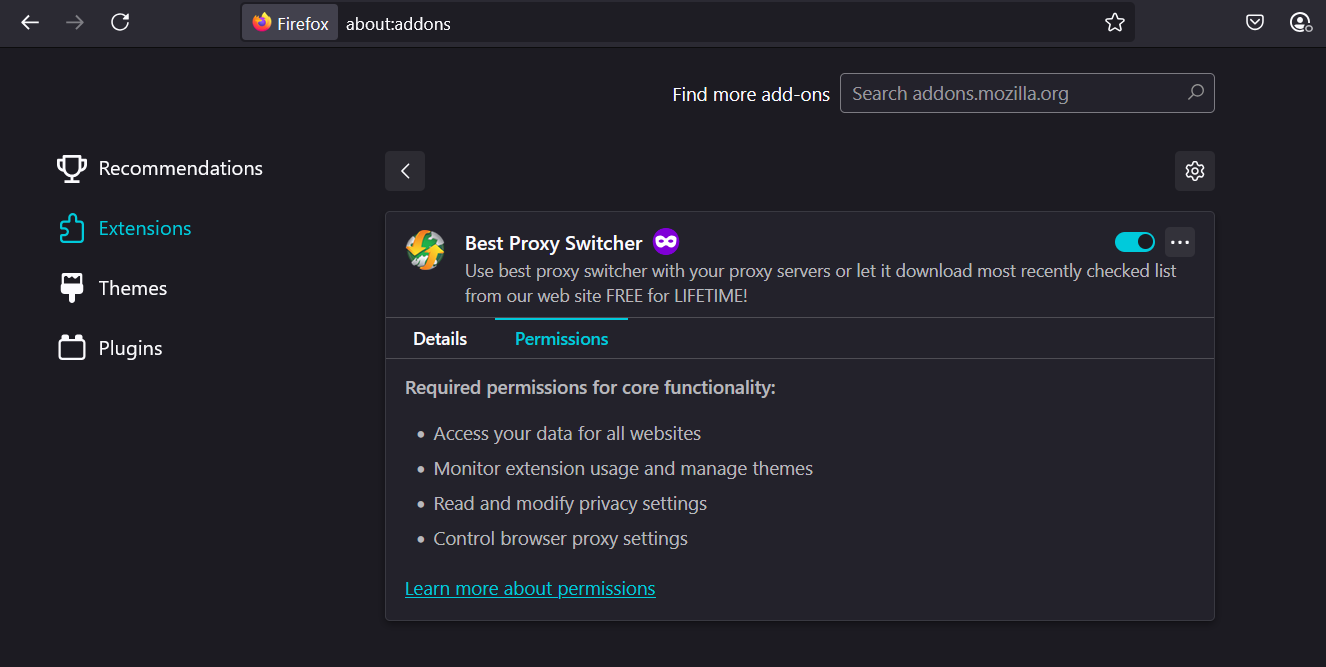 Firefox about:addons
Find more add-ons Search addons.mozilla.org
Recommendations
Extensions
Themes
Plugins
Best Proxy Switcher
Use best proxy switcher with your proxy servers or let it download most recently checked list
from our web site FREE for LIFETIME!
Details Permissions
Required permissions for core functionality:
• Access your data for all websites
• Monitor extension usage and manage themes
• Read and modify privacy settings
• Control browser proxy settings
Learn more about permissions